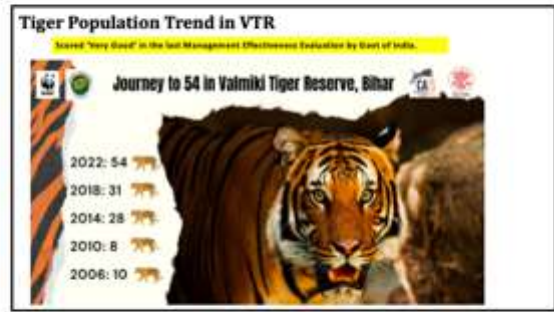 Tiger Population Trend in VTR
Scored 'Very Good' in the last Management Effectiveness Evaluation by Govt of India.
WWF
Journey to 54 in Valmiki Tiger Reserve, Bihar
2022: 54
2018: 31
2014: 28
2010: 8
2006: 10